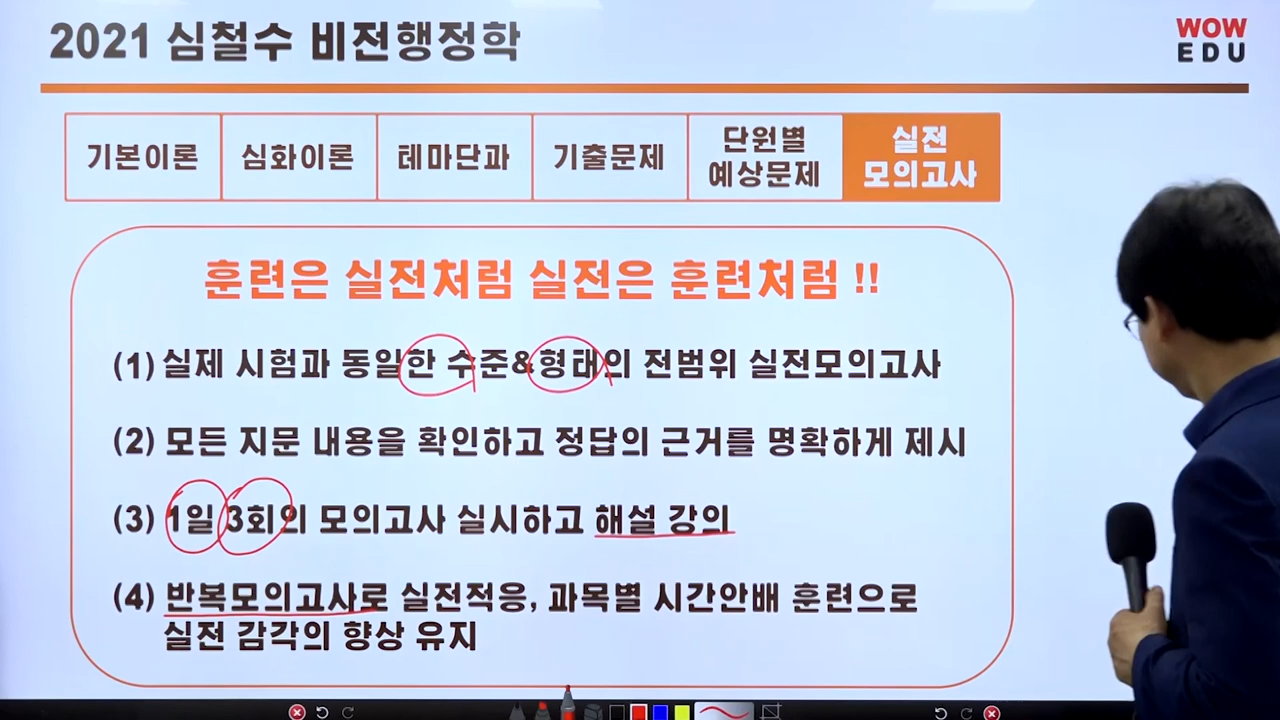 2021 심철수 비전행정학
WOW
EDU
기본이론
심화이론
테마단과
기출문제
단원별
예상문제
실전
모의고사
훈련은 실전처럼 실전은 훈련처럼 !!
(1) 실제 시험과 동일한 수준&형태의 전범위 실전모의고사
(2) 모든 지문 내용을 확인하고 정답의 근거를 명확하게 제시
(3) 1일 3회의 모의고사 실시하고 해설 강의
(4) 반복모의고사로 실전적응, 과목별 시간안배 훈련으로
실전 감각의 향상 유지